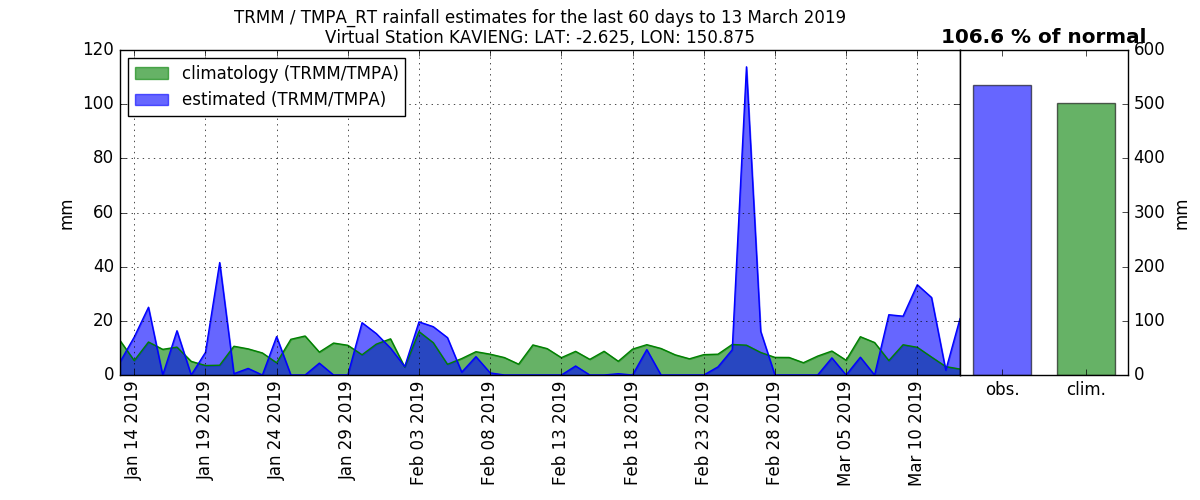 TRMM / TMPA_RT rainfall estimates for the last 60 days to 13 March 2019
Virtual Station KAVIENG: LAT: -2.625, LON: 150.875
106.6 % of normal
climatology (TRMM/TMPA)
estimated (TRMM/TMPA)
mm
120
100
80
60
40
20
0
Jan 14 2019
Jan 19 2019
Jan 24 2019
Jan 29 2019
Feb 03 2019
Feb 08 2019
Feb 13 2019
Feb 18 2019
Feb 23 2019
Feb 28 2019
Mar 05 2019
Mar 10 2019
obs.
clim.
600
500
400
300
200
100
0
mm